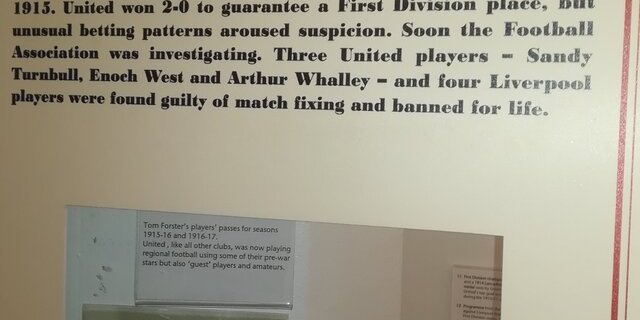 1915. United won 2-0 to guarantee a First Division place, but
unusual betting patterns aroused suspicion. Soon the Football
Association was investigating. Three United players – Sandy
Turnbull, Enoch West and Arthur Whalley – and four Liverpool
players were found guilty of match fixing and banned for life.
Tom Forster's players' passes for seasons
1915-16 and 1916-17.
United , like all other clubs, was now playing
regional football using some of their pre-war
stars but also 'guest' players and amateurs.